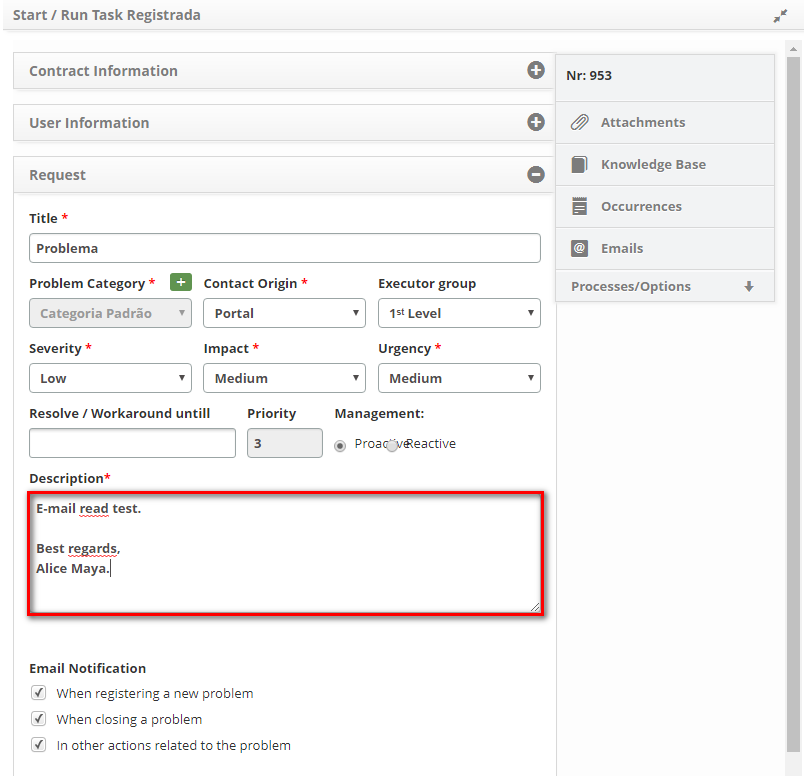 Start / Run Task Registrada
Contract Information
User Information
Request
Title *
Problema
Problem Category * + Contact Origin * Executor group
Categoria Padrão Portal 1st Level
Severity * Impact * Urgency *
Low Medium Medium
Resolve / Workaround untill Priority Management:
3 Proactive Reactive
Description*
E-mail read test.
Best regards,
Alice Maya.
Email Notification
When registering a new problem
When closing a problem
In other actions related to the problem
Nr: 953
Attachments
Knowledge Base
Occurrences
@ Emails
Processes/Options